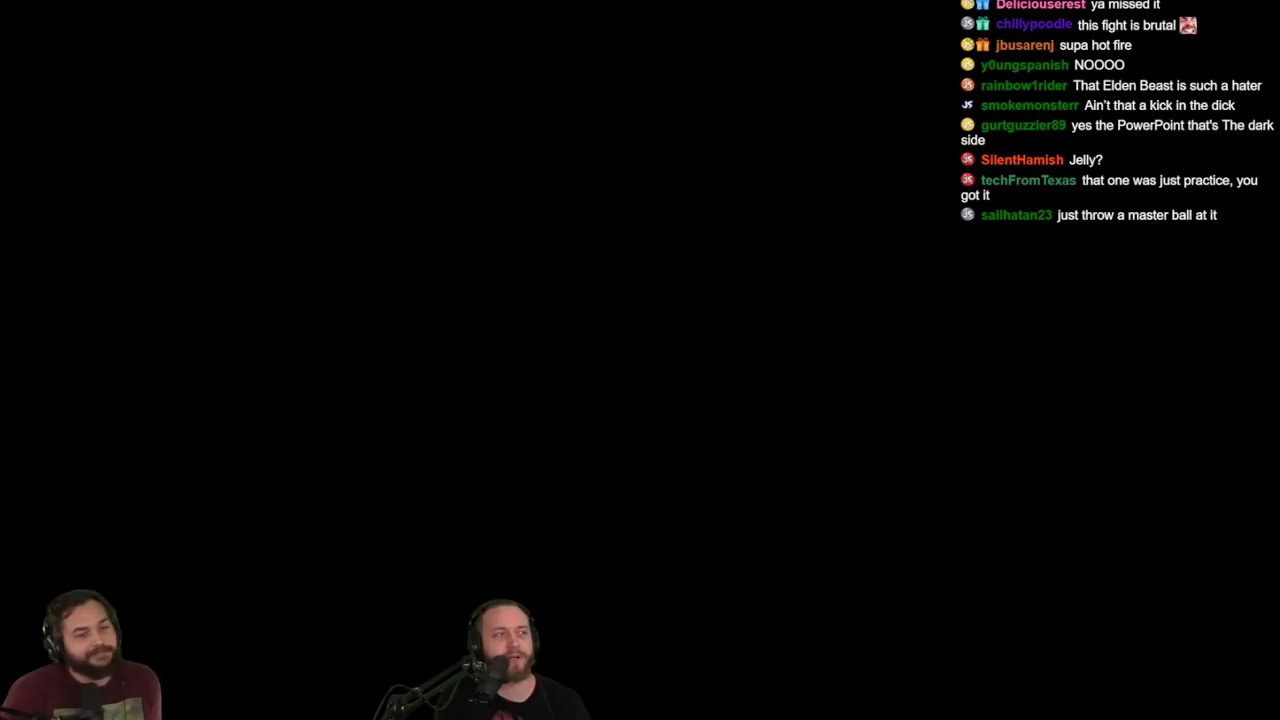 Deliciouserest ya missed it
chillypoodle this fight is brutal
jbusarenj supa hot fire
y0ungspanish NOOOO
rainbow1rider That Elden Beast is such a hater
smokemonsterr Ain't that a kick in the dick
gurtguzzler89 yes the PowerPoint that's The dark
side
SilentHamish Jelly?
techFromTexas that one was just practice, you
got it
sailhatan23 just throw a master ball at it